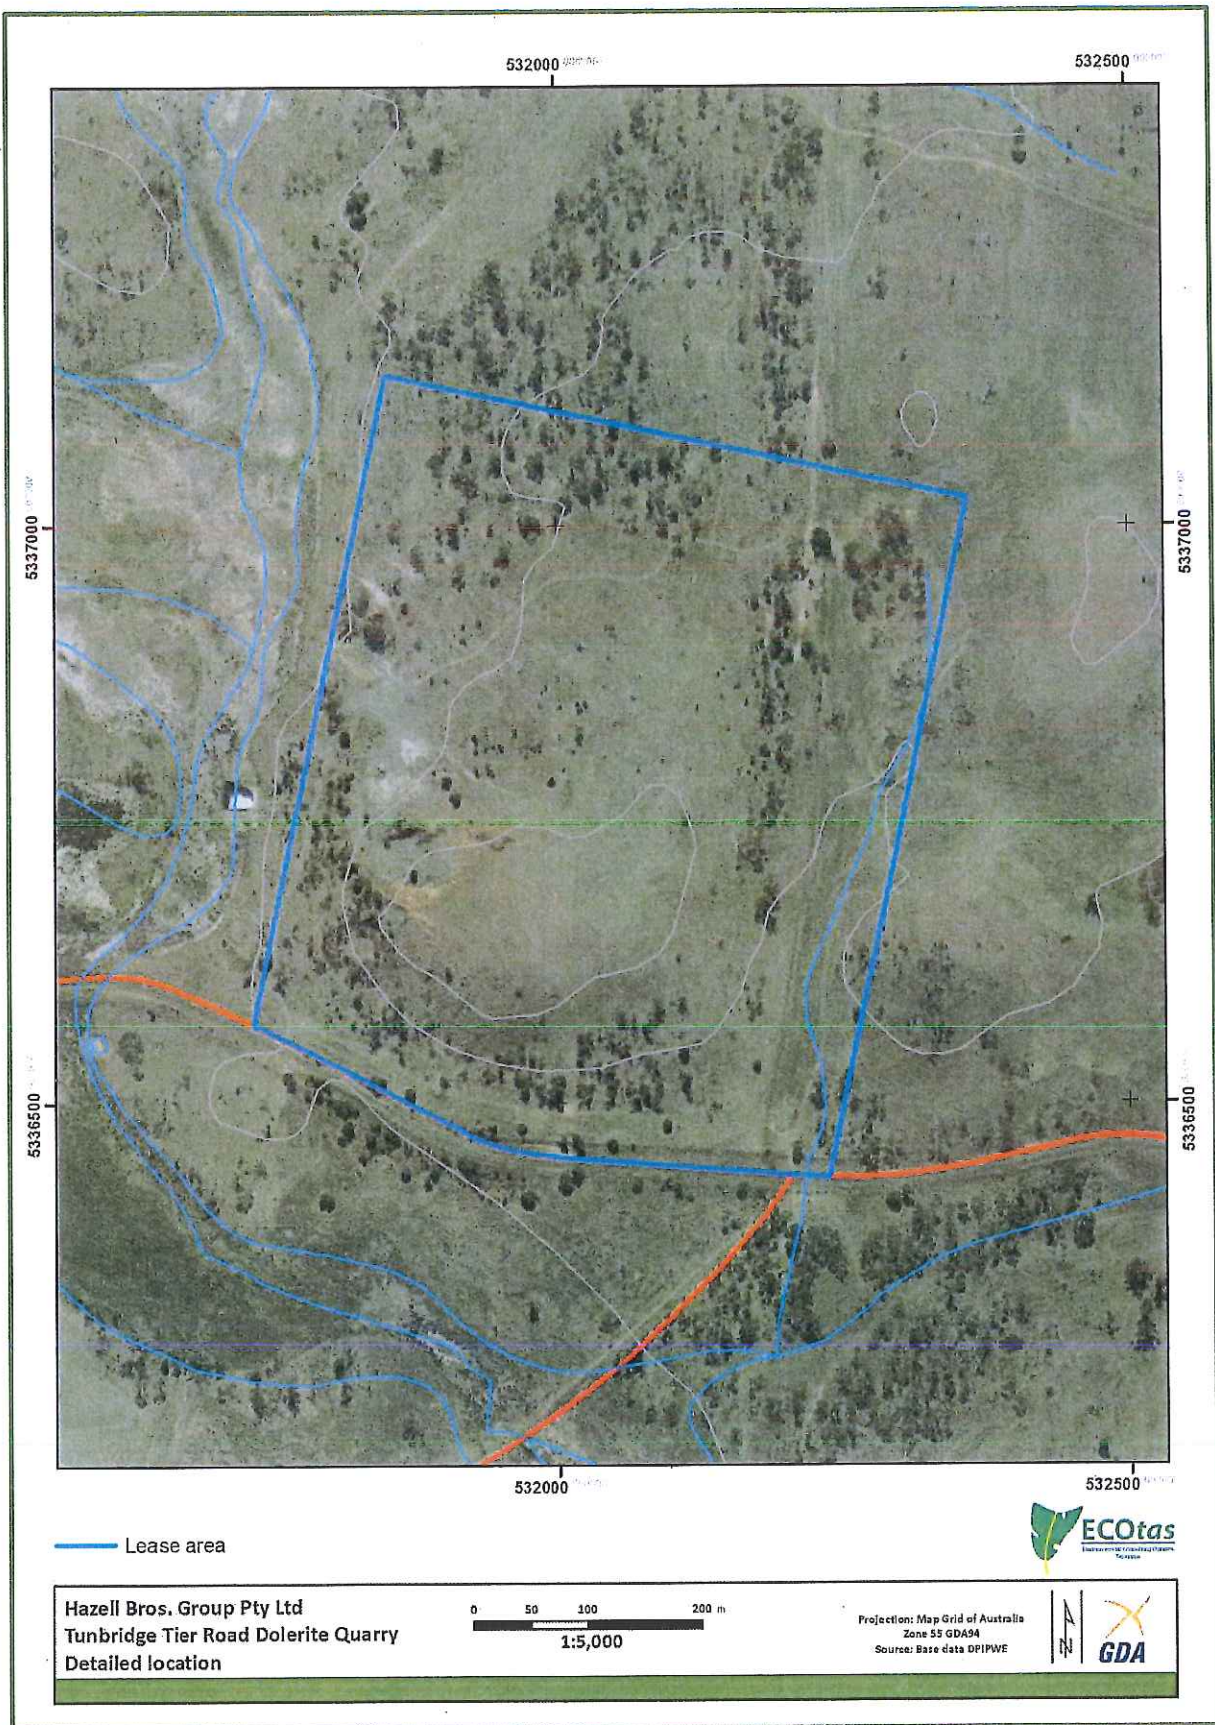 532000
532500
5337000
5337000
5336500
5336500
532000
532500
Lease area
ECOtas
Hazell Bros. Group Pty Ltd
Tunbridge Tier Road Dolerite Quarry
Detailed location
0 50 100 200 m
1:5,000
Projection: Map Grid of Australia
Zone 55 GDA94
Source: Base data DPIPWE
N
GDA